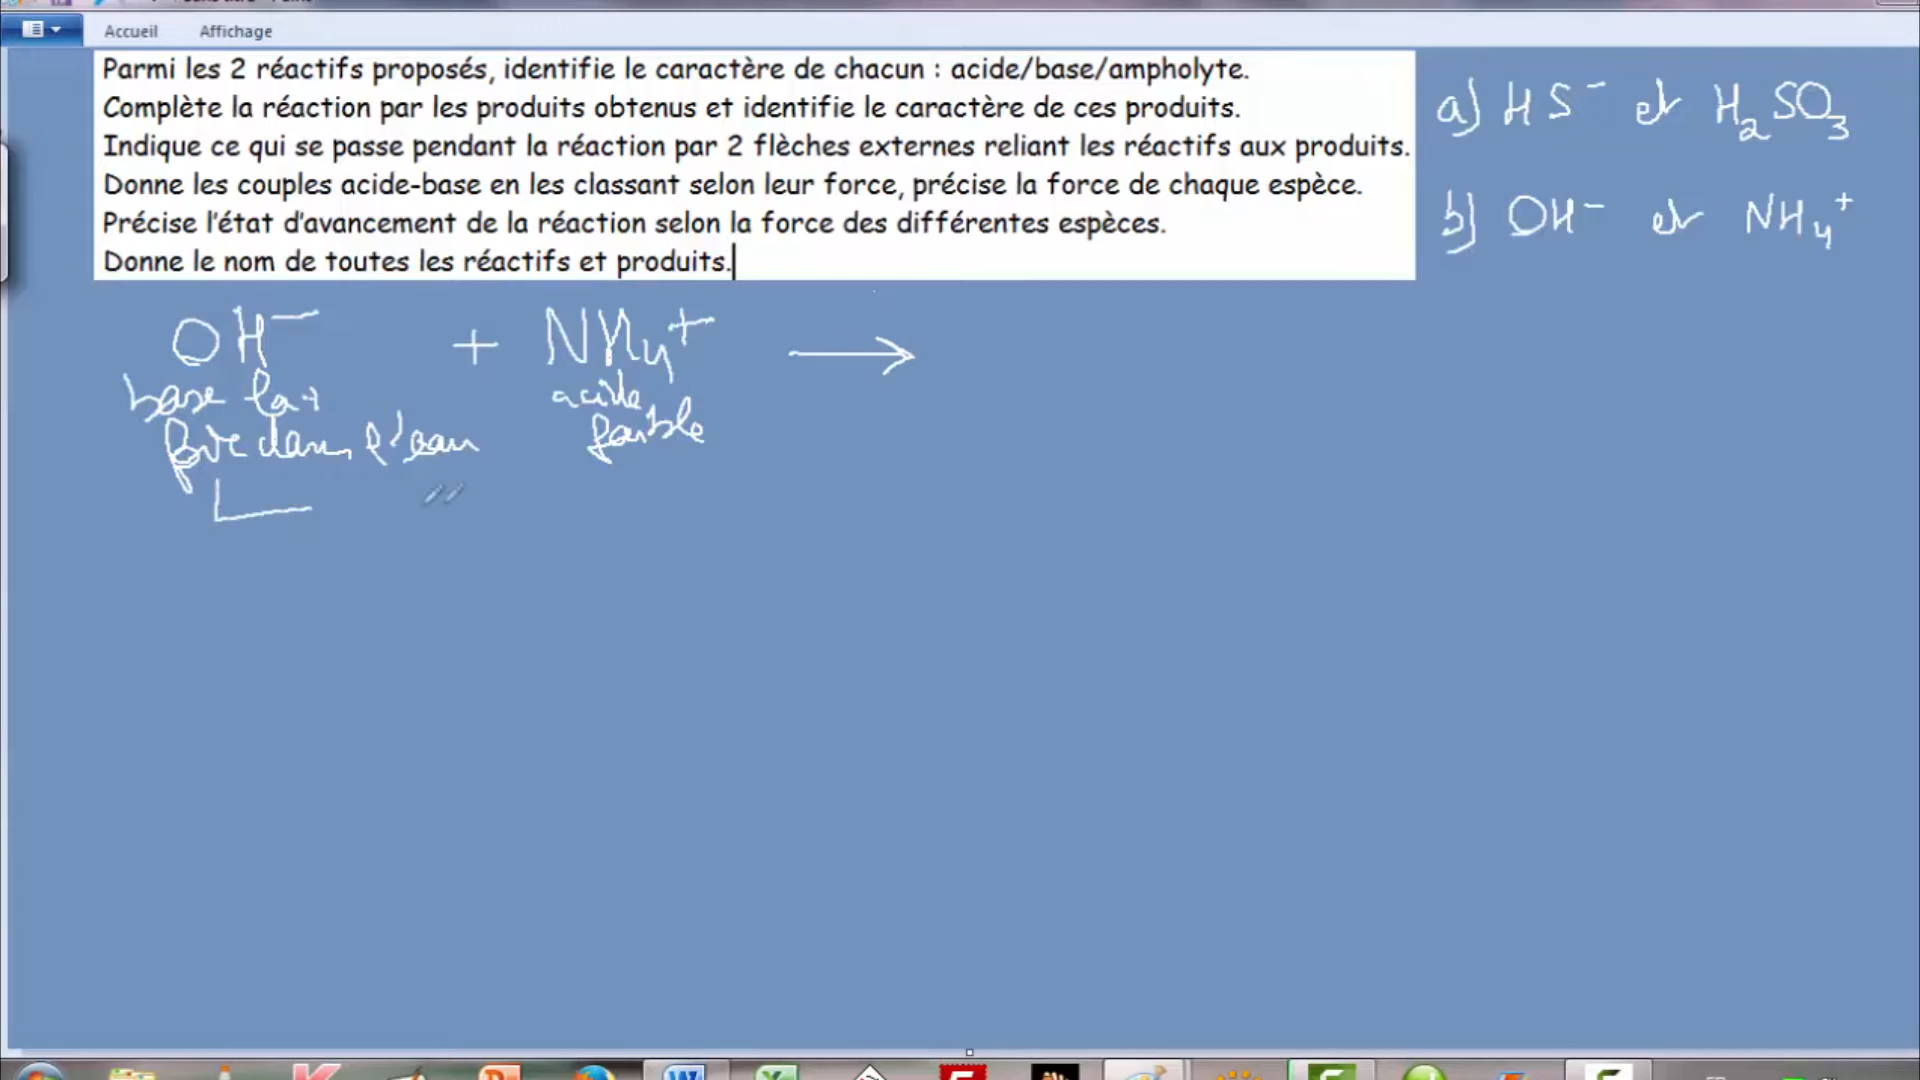 Accueil Affichage
Parmi les 2 réactifs proposés, identifie le caractère de chacun : acide/base/ampholyte.
Complète la réaction par les produits obtenus et identifie le caractère de ces produits.
Indique ce qui se passe pendant la réaction par 2 flèches externes reliant les réactifs aux produits.
Donne les couples acide-base en les classant selon leur force, précise la force de chaque espèce.
Précise l'état d'avancement de la réaction selon la force des différentes espèces.
Donne le nom de toutes les réactifs et produits.
a) HS⁻ et H₂SO₃
b) OH⁻ et NH₄⁺
OH⁻ + NH₄⁺ →
base la +
acide
dans l'eau
faible